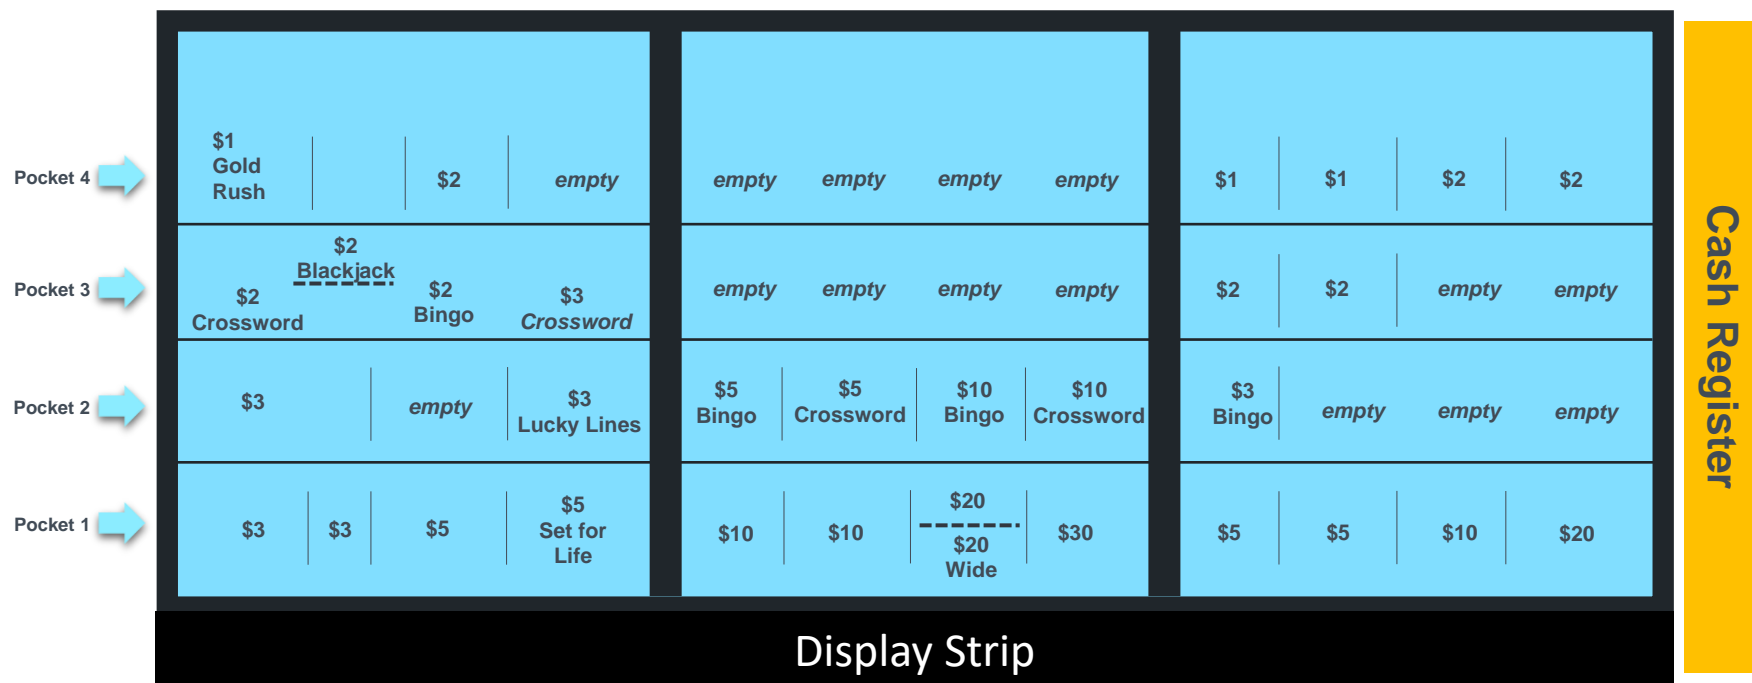 $1
Gold
Rush
Pocket 4
$2
empty
empty
empty
empty
empty
$1
$1
$2
$2
$2
Blackjack
Pocket 3
$2
Crossword
$2
Bingo
$3
Crossword
empty
empty
empty
empty
$2
$2
empty
empty
Pocket 2
$3
empty
$3
Lucky Lines
$5
Bingo
$5
Crossword
$10
Bingo
$10
Crossword
$3
Bingo
empty
empty
empty
Pocket 1
$3
$3
$5
$5
Set for
Life
$10
$10
$20
$20
Wide
$30
$5
$5
$10
$20
Cash Register
Display Strip